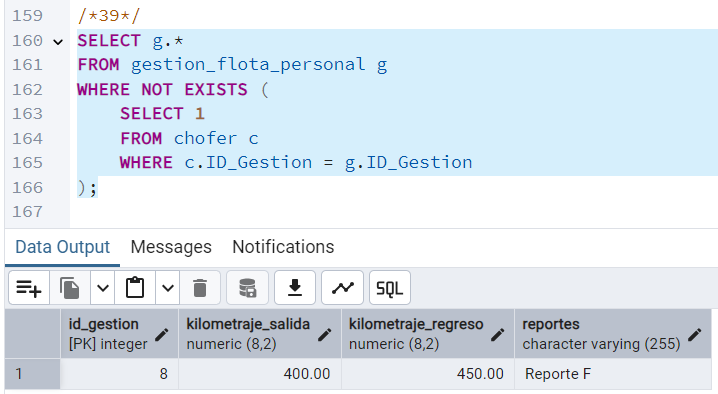 159 /*39*/
160 SELECT g.*
161 FROM gestion_flota_personal g
162 WHERE NOT EXISTS (
163 SELECT 1
164 FROM chofer c
165 WHERE c.ID_Gestion = g.ID_Gestion
166 );
167
Data Output Messages Notifications
SQL
id_gestion kilometraje_salida kilometraje_regreso reportes
[PK] integer numeric (8,2) numeric (8,2) character varying (255)
1 8 400.00 450.00 Reporte F